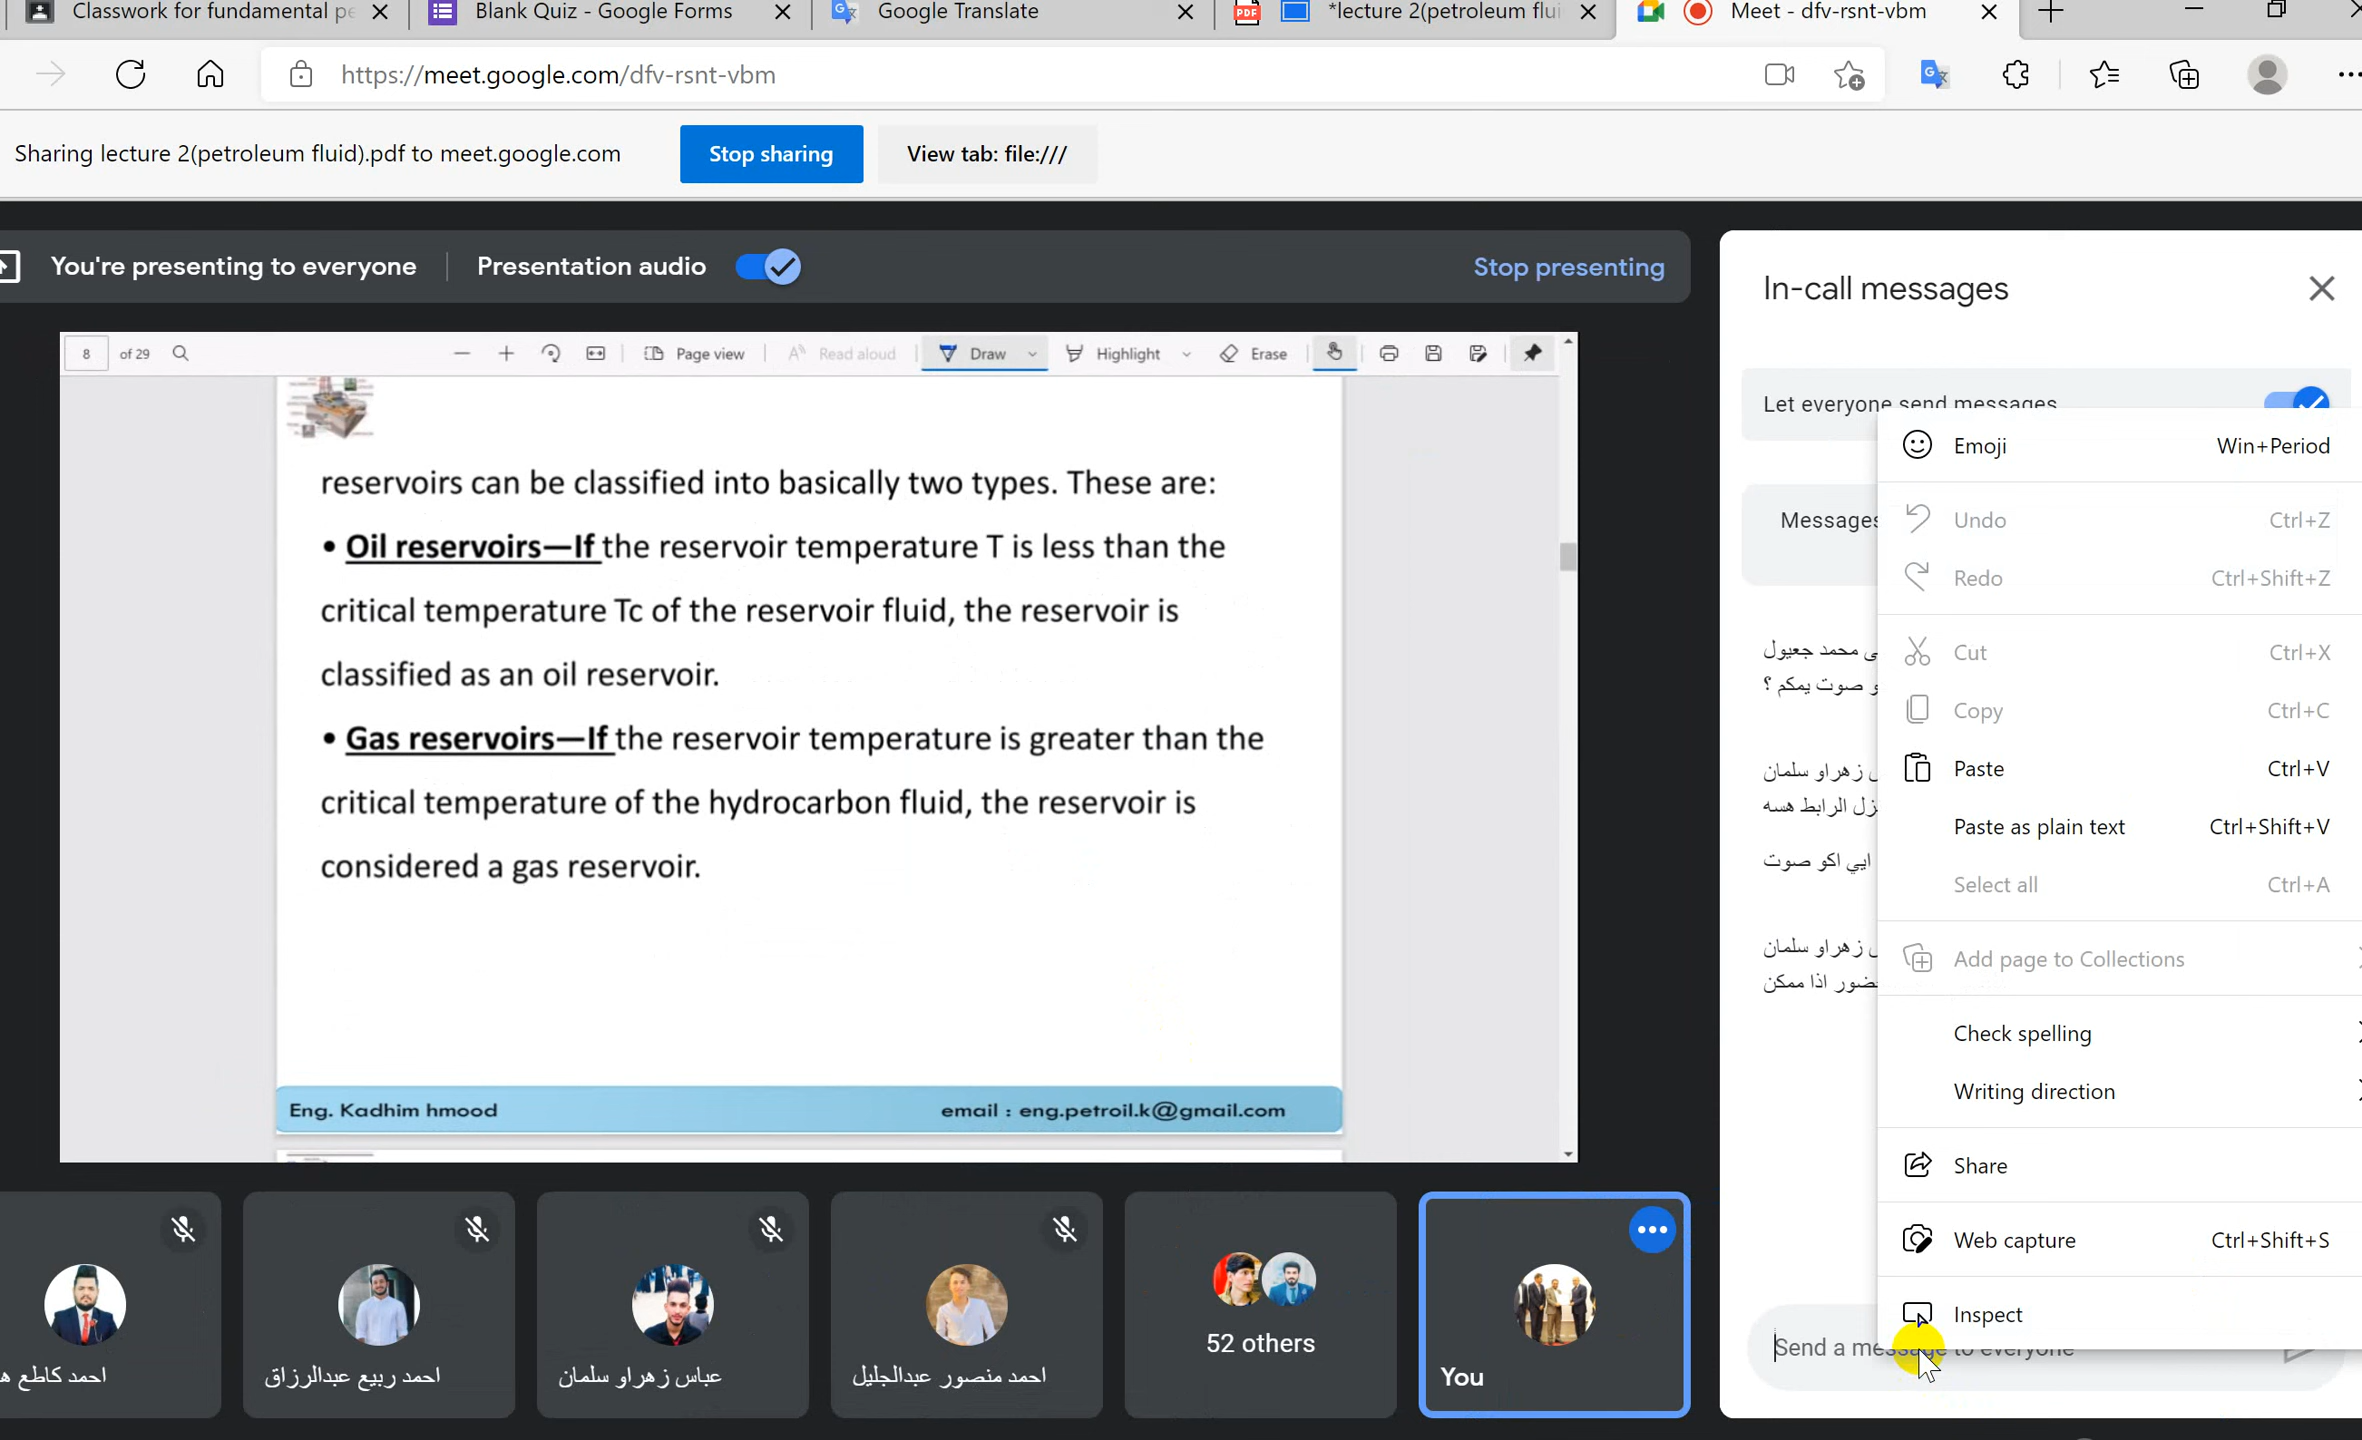 Classwork for fundamental pe
Blank Quiz - Google Forms
Google Translate
*lecture 2(petroleum flui
Meet - dfv-rsnt-vbm
https://meet.google.com/dfv-rsnt-vbm
Sharing lecture 2(petroleum fluid).pdf to meet.google.com
Stop sharing
View tab: file:///
You're presenting to everyone
Presentation audio
Stop presenting
In-call messages
8 of 29
Page view
Read aloud
Draw
Highlight
Erase
reservoirs can be classified into basically two types. These are:
• Oil reservoirs—If the reservoir temperature T is less than the
critical temperature Tc of the reservoir fluid, the reservoir is
classified as an oil reservoir.
• Gas reservoirs—If the reservoir temperature is greater than the
critical temperature of the hydrocarbon fluid, the reservoir is
considered a gas reservoir.
Eng. Kadhim hmood
email : eng.petroil.k@gmail.com
Let everyone send messages
Messages
محمد جعيول
صوت يمكم ؟
زهراو سلمان
الرابط هسه
ايي اكو صوت
زهراو سلمان
اذا ممكن
Emoji Win+Period
Undo Ctrl+Z
Redo Ctrl+Shift+Z
Cut Ctrl+X
Copy Ctrl+C
Paste Ctrl+V
Paste as plain text Ctrl+Shift+V
Select all Ctrl+A
Add page to Collections
Check spelling
Writing direction
Share
Web capture Ctrl+Shift+S
Inspect
Send a message to everyone
احمد كاطع ه
احمد ربيع عبدالرزاق
عباس زهراو سلمان
احمد منصور عبدالجليل
52 others
You